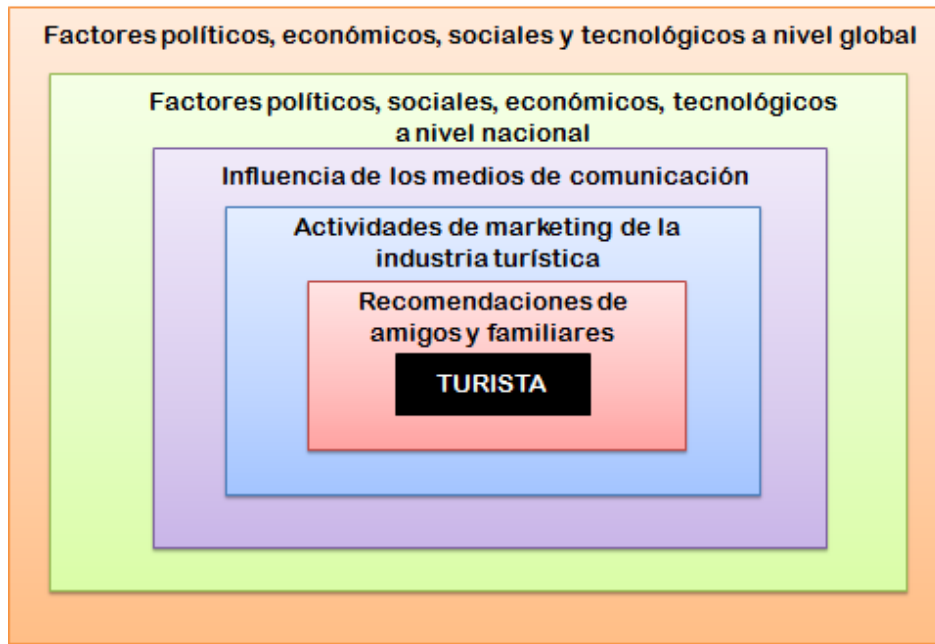 Factores políticos, económicos, sociales y tecnológicos a nivel global
Factores políticos, sociales, económicos, tecnológicos
a nivel nacional
Influencia de los medios de comunicación
Actividades de marketing de la
industria turística
Recomendaciones de
amigos y familiares
TURISTA